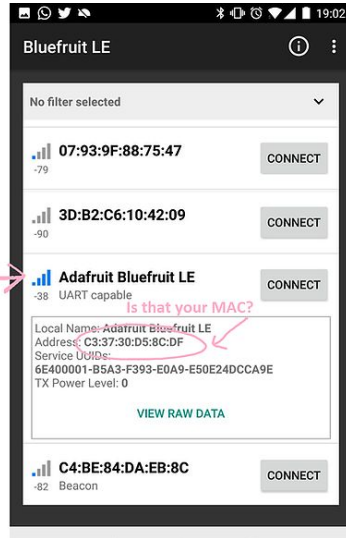 19:02
Bluefruit LE
No filter selected
07:93:9F:88:75:47
CONNECT
-79
3D:B2:C6:10:42:09
CONNECT
-90
Adafruit Bluefruit LE
CONNECT
-38 UART capable
Is that your MAC?
Local Name: Adafruit Bluefruit LE
Address: C3:37:30:D5:8C:DF
Service UUIDs:
6E400001-B5A3-F393-E0A9-E50E24DCCA9E
TX Power Level: 0
VIEW RAW DATA
C4:BE:84:DA:EB:8C
CONNECT
-82 Beacon